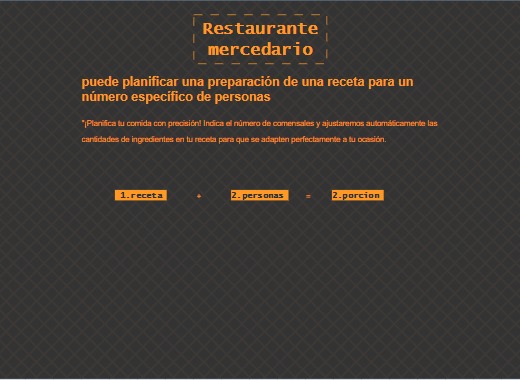 Restaurante
mercedario
puede planificar una preparación de una receta para un
número específico de personas
"¡Planifica tu comida con precisión! Indica el número de comensales y ajustaremos automáticamente las
cantidades de ingredientes en tu receta para que se adapten perfectamente a tu ocasión.
1.receta + 2.personas = 2.porcion